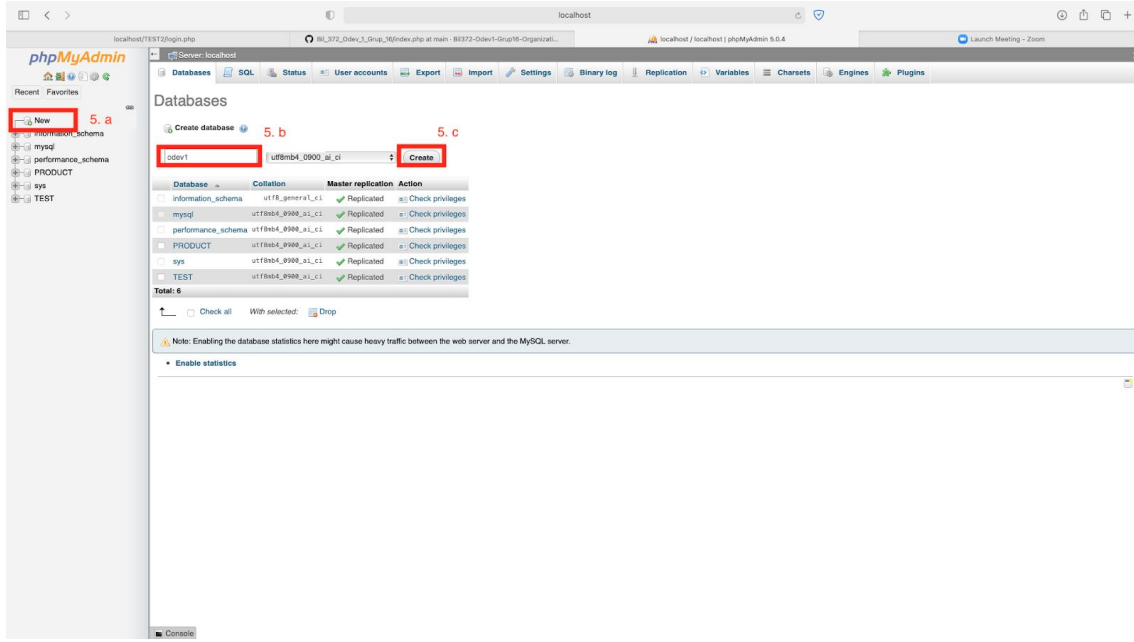 localhost
localhost/TEST2/login.php
Bil_372_Odev_1_Grup_16/index.php at main · Bil372-Odev1-Grup16-Organizati...
localhost / localhost | phpMyAdmin 5.0.4
Launch Meeting - Zoom
phpMyAdmin
Recent Favorites
New
5. a
information_schema
mysql
performance_schema
PRODUCT
sys
TEST
Server: localhost
Databases SQL Status User accounts Export Import Settings Binary log Replication Variables Charsets Engines Plugins
Databases
Create database
5. b 5. c
odev1 utf8mb4_0900_ai_ci Create
Database Collation Master replication Action
information_schema utf8_general_ci Replicated Check privileges
mysql utf8mb4_0900_ai_ci Replicated Check privileges
performance_schema utf8mb4_0900_ai_ci Replicated Check privileges
PRODUCT utf8mb4_0900_ai_ci Replicated Check privileges
sys utf8mb4_0900_ai_ci Replicated Check privileges
TEST utf8mb4_0900_ai_ci Replicated Check privileges
Total: 6
Check all With selected: Drop
Note: Enabling the database statistics here might cause heavy traffic between the web server and the MySQL server.
• Enable statistics
Console